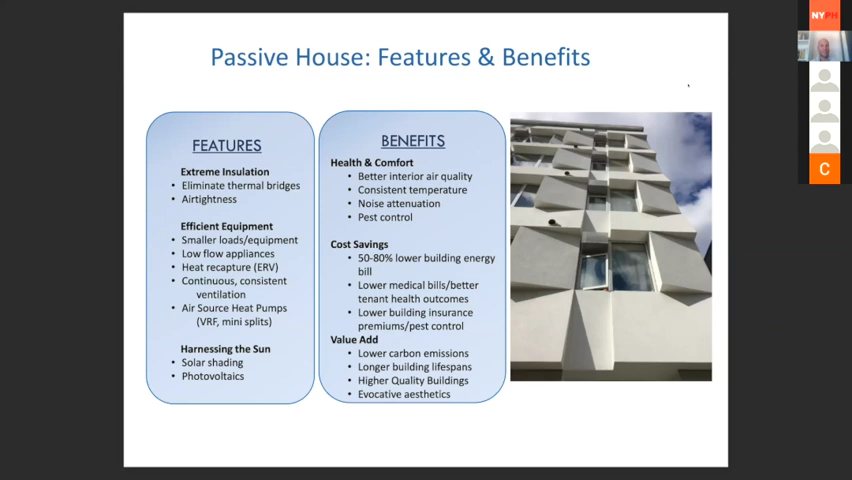 Passive House: Features & Benefits
FEATURES
Extreme Insulation
• Eliminate thermal bridges
• Airtightness
Efficient Equipment
• Smaller loads/equipment
• Low flow appliances
• Heat recapture (ERV)
• Continuous, consistent
ventilation
• Air Source Heat Pumps
(VRF, mini splits)
Harnessing the Sun
• Solar shading
• Photovoltaics
BENEFITS
Health & Comfort
• Better interior air quality
• Consistent temperature
• Noise attenuation
• Pest control
Cost Savings
• 50-80% lower building energy
bill
• Lower medical bills/better
tenant health outcomes
• Lower building insurance
premiums/pest control
Value Add
• Lower carbon emissions
• Longer building lifespans
• Higher Quality Buildings
• Evocative aesthetics
NYPH
C